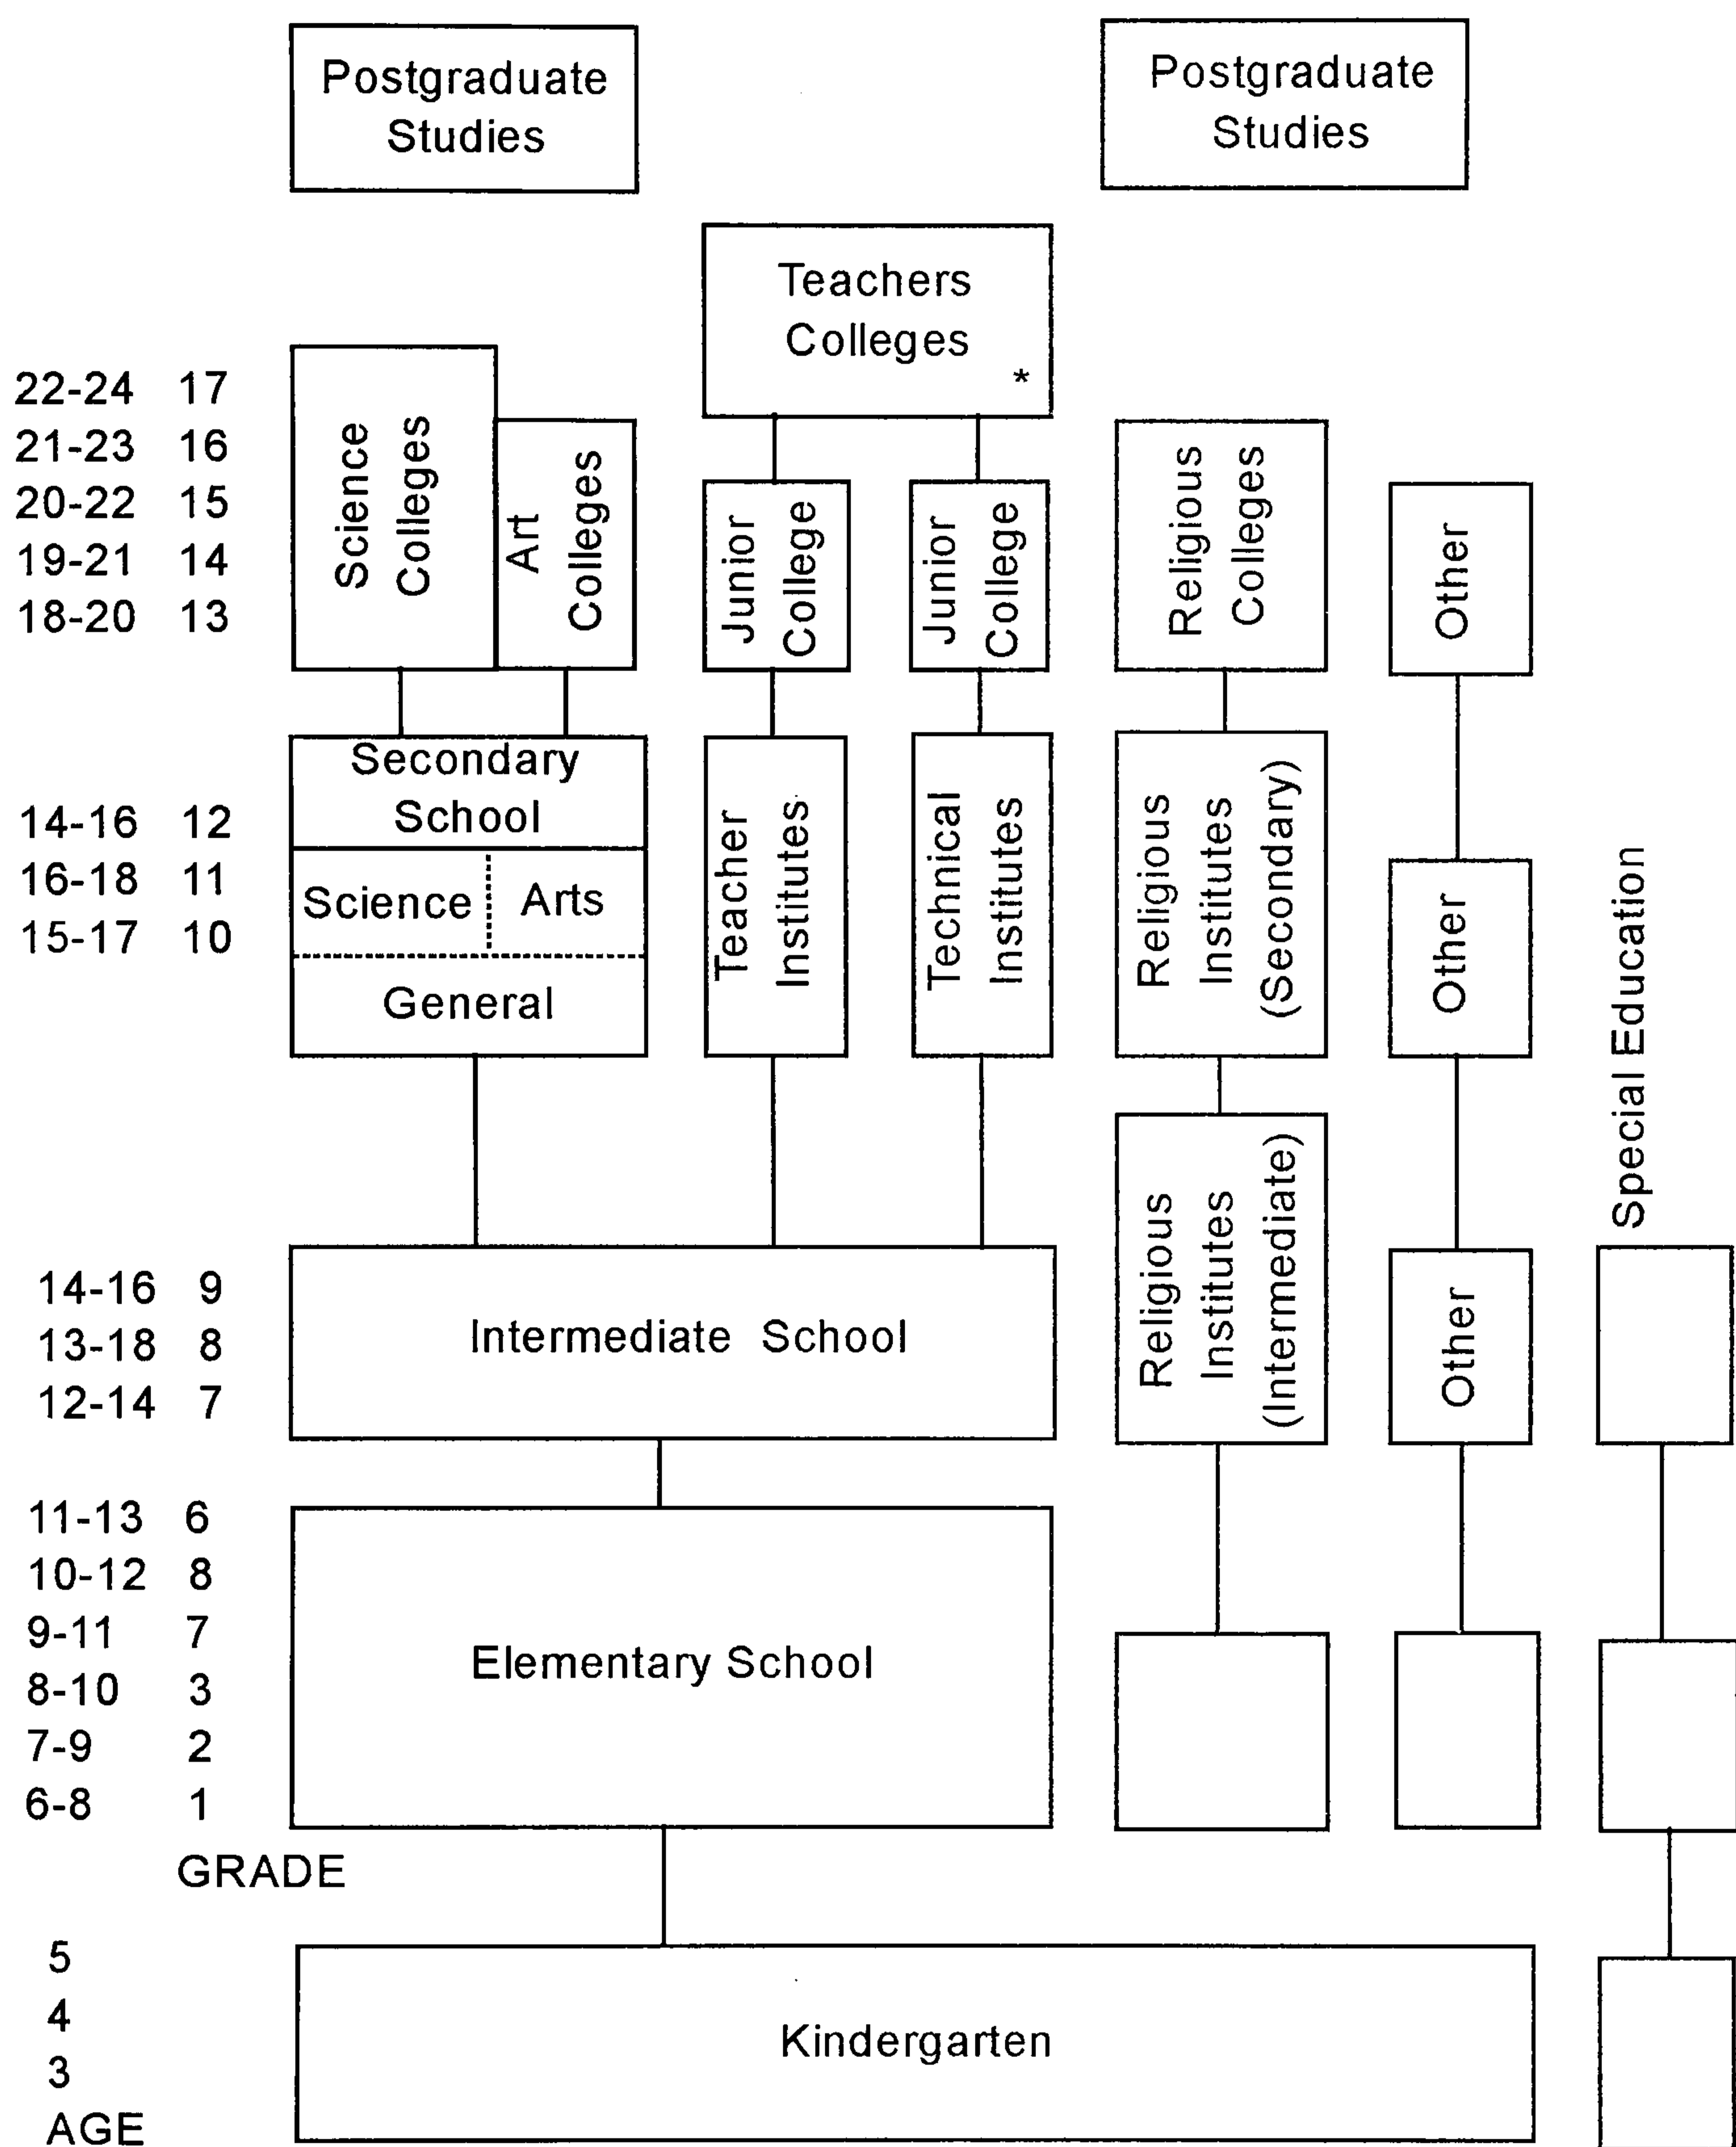 Postgraduate
Studies
Postgraduate
Studies
Teachers
Colleges
*
22-24 17
21-23 16
20-22 15
19-21 14
18-20 13
Science
Colleges
Art
Colleges
Junior
College
Junior
College
Religious
Colleges
Other
14-16 12
16-18 11
15-17 10
Secondary
School
Science Arts
General
Teacher
Institutes
Technical
Institutes
Religious
Institutes
(Secondary)
Other
Special Education
14-16 9
13-18 8
12-14 7
Intermediate School
Religious
Institutes
(Intermediate)
Other
11-13 6
10-12 8
9-11 7
8-10 3
7-9 2
6-8 1
Elementary School
GRADE
5
4
3
AGE
Kindergarten